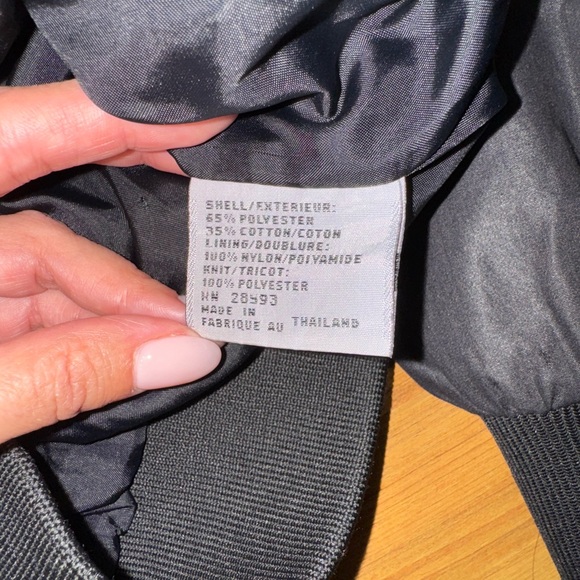 SHELL/EXTERIEUR:
65% POLYESTER
35% COTTON/COTON
LINING/DOUBLURE:
100% NYLON/POLYAMIDE
KNIT/TRICOT:
100% POLYESTER
RN 28593
MADE IN
FABRIQUE AU THAILAND